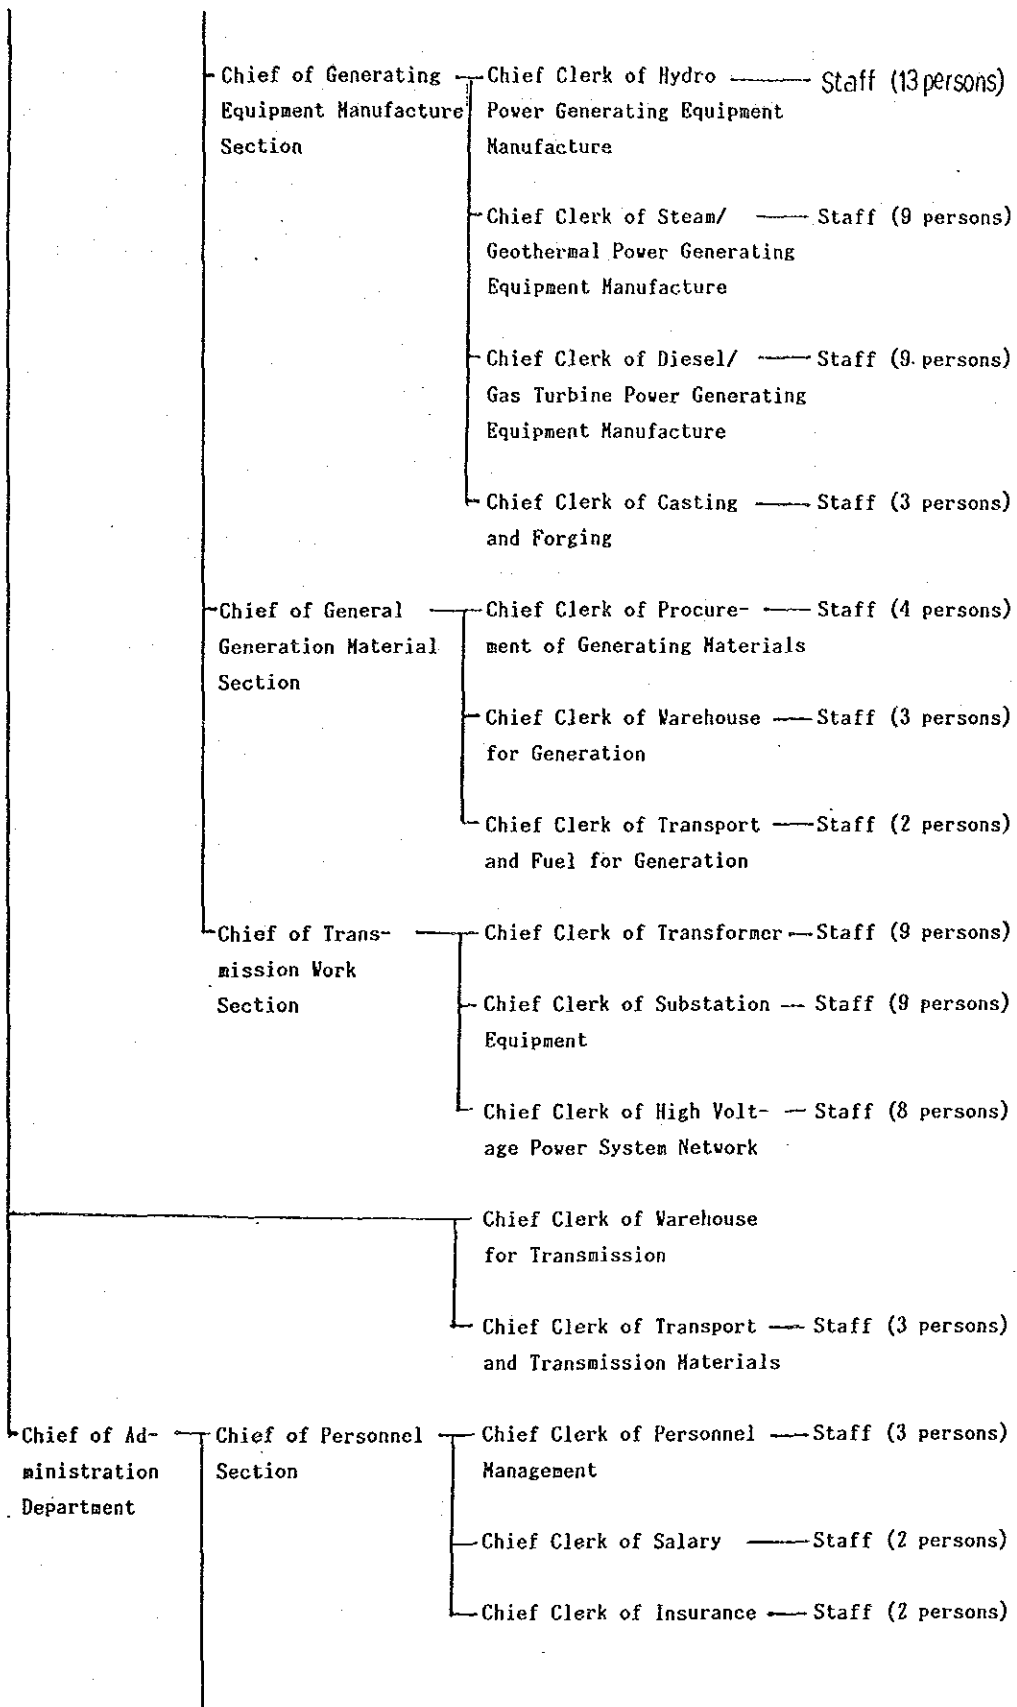 Chief of Generating
Equipment Manufacture
Section
Chief Clerk of Hydro
Power Generating Equipment
Manufacture
Staff (13 persons)
Chief Clerk of Steam/
Geothermal Power Generating
Equipment Manufacture
Staff (9 persons)
Chief Clerk of Diesel/
Gas Turbine Power Generating
Equipment Manufacture
Staff (9 persons)
Chief Clerk of Casting
and Forging
Staff (3 persons)
Chief of General
Generation Material
Section
Chief Clerk of Procure-
ment of Generating Materials
Staff (4 persons)
Chief Clerk of Warehouse
for Generation
Staff (3 persons)
Chief Clerk of Transport
and Fuel for Generation
Staff (2 persons)
Chief of Trans-
mission Work
Section
Chief Clerk of Transformer
Staff (9 persons)
Chief Clerk of Substation
Equipment
Staff (9 persons)
Chief Clerk of High Volt-
age Power System Network
Staff (8 persons)
Chief Clerk of Warehouse
for Transmission
Chief Clerk of Transport
and Transmission Materials
Staff (3 persons)
Chief of Ad-
ministration
Department
Chief of Personnel
Section
Chief Clerk of Personnel
Management
Staff (3 persons)
Chief Clerk of Salary
Staff (2 persons)
Chief Clerk of Insurance
Staff (2 persons)